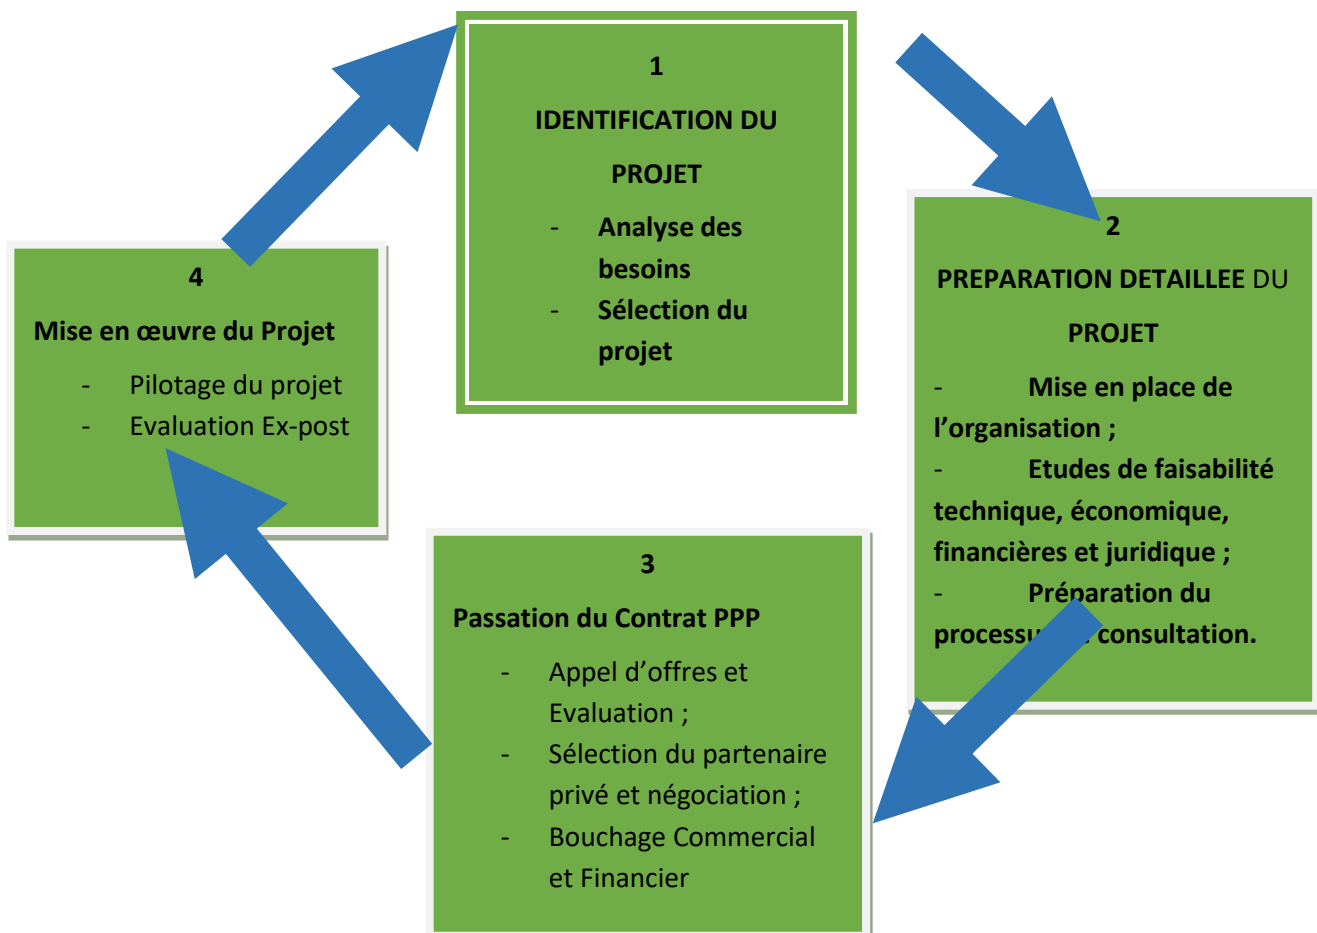 1
IDENTIFICATION DU
PROJET
- Analyse des
besoins
- Sélection du
projet
2
PREPARATION DETAILLEE DU
PROJET
- Mise en place de
l’organisation ;
- Etudes de faisabilité
technique, économique,
financières et juridique ;
- Préparation du
processu consultation.
3
Passation du Contrat PPP
- Appel d’offres et
Evaluation ;
- Sélection du partenaire
privé et négociation ;
- Bouchage Commercial
et Financier
4
Mise en œuvre du Projet
- Pilotage du projet
- Evaluation Ex-post